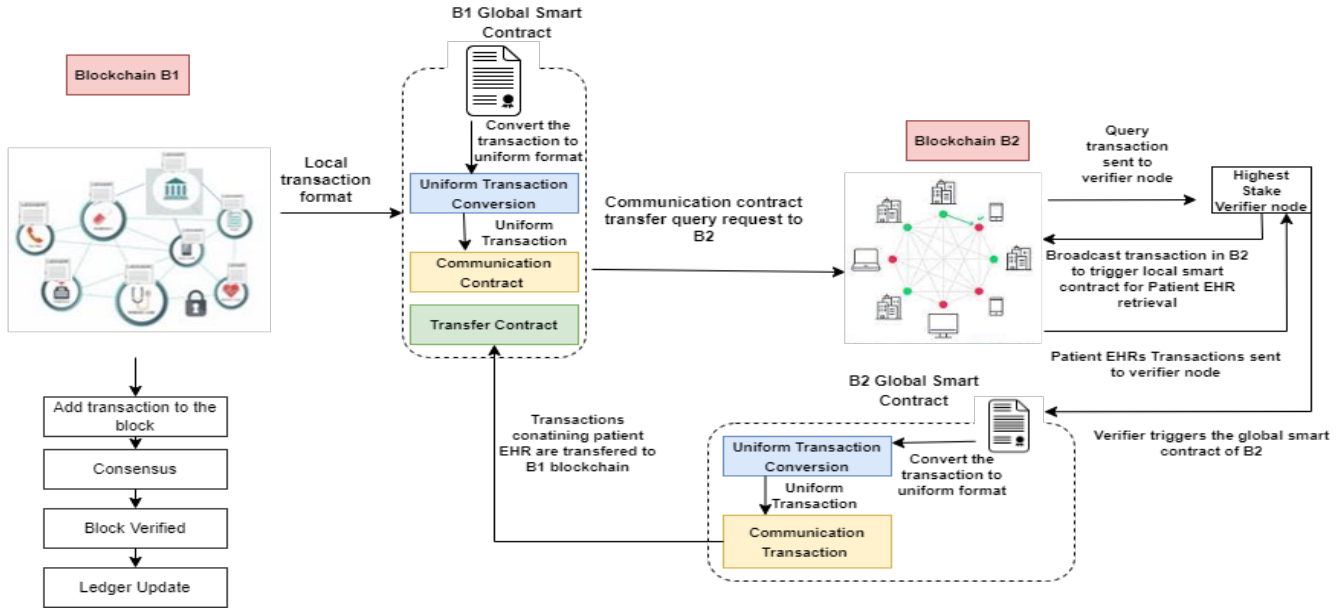 B1 Global Smart
Contract
Blockchain B1
Convert the
transaction to
uniform format
Local
transaction
format
Uniform Transaction
Conversion
Uniform
Transaction
Communication
Contract
Transfer Contract
Communication contract
transfer query request to
B2
Blockchain B2
Query
transaction
sent to
verifier node
Highest
Stake
Verifier node
Broadcast transaction in B2
to trigger local smart
contract for Patient EHR
retrieval
Patient EHRs Transactions sent
to verifier node
Verifier triggers the global smart
contract of B2
B2 Global Smart
Contract
Uniform Transaction
Conversion
Convert the
transaction to
uniform format
Uniform
Transaction
Communication
Transaction
Transactions
conatining patient
EHR are transfered to
B1 blockchain
Add transaction to the
block
Consensus
Block Verified
Ledger Update